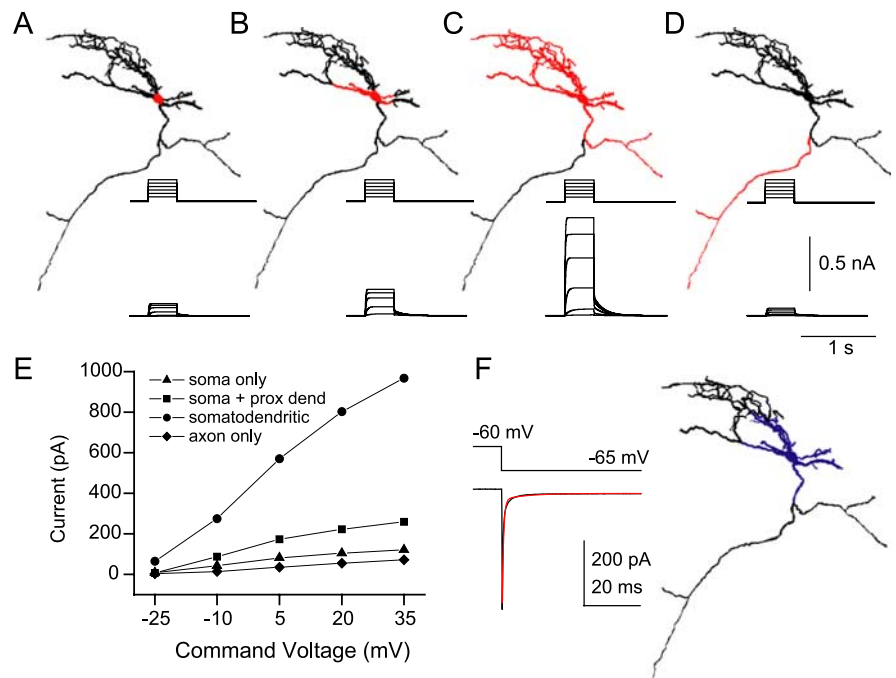 A
B
C
D
0.5 nA
1 s
E
1000
800
600
400
200
0
Current (pA)
soma only
soma + prox dend
somatodendritic
axon only
-25
-10
5
20
35
Command Voltage (mV)
F
-60 mV
-65 mV
200 pA
20 ms